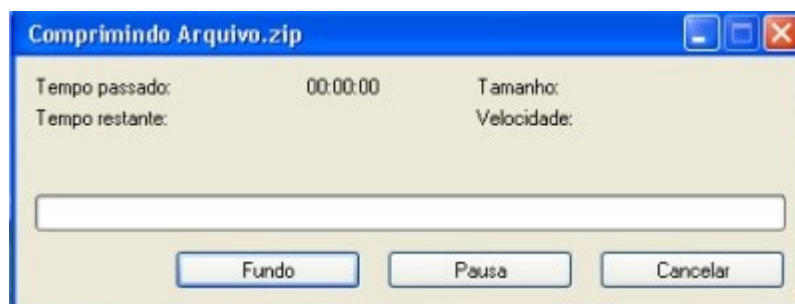 Comprimindo Arquivo.zip
Tempo passado: 00:00:00 Tamanho:
Tempo restante: Velocidade:
Fundo Pausa Cancelar